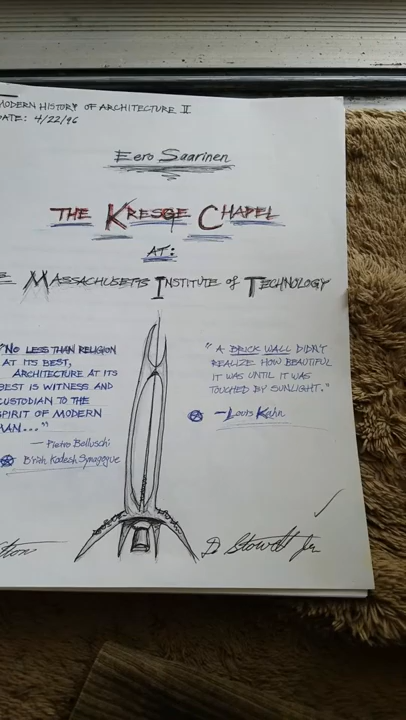 MODERN HISTORY OF ARCHITECTURE II
DATE: 4/22/96
Eero Saarinen
THE KRESGE CHAPEL
AT:
MASSACHUSETTS INSTITUTE of TECHNOLOGY
"NO LESS THAN RELIGION
AT ITS BEST,
ARCHITECTURE AT ITS
BEST IS WITNESS AND
CUSTODIAN TO THE
SPIRIT OF MODERN
MAN..."
— Pietro Belluschi
B'rith Kodesh Synagogue
"A BRICK WALL DIDN'T
REALIZE HOW BEAUTIFUL
IT WAS UNTIL IT WAS
TOUCHED BY SUNLIGHT."
— Louis Kahn